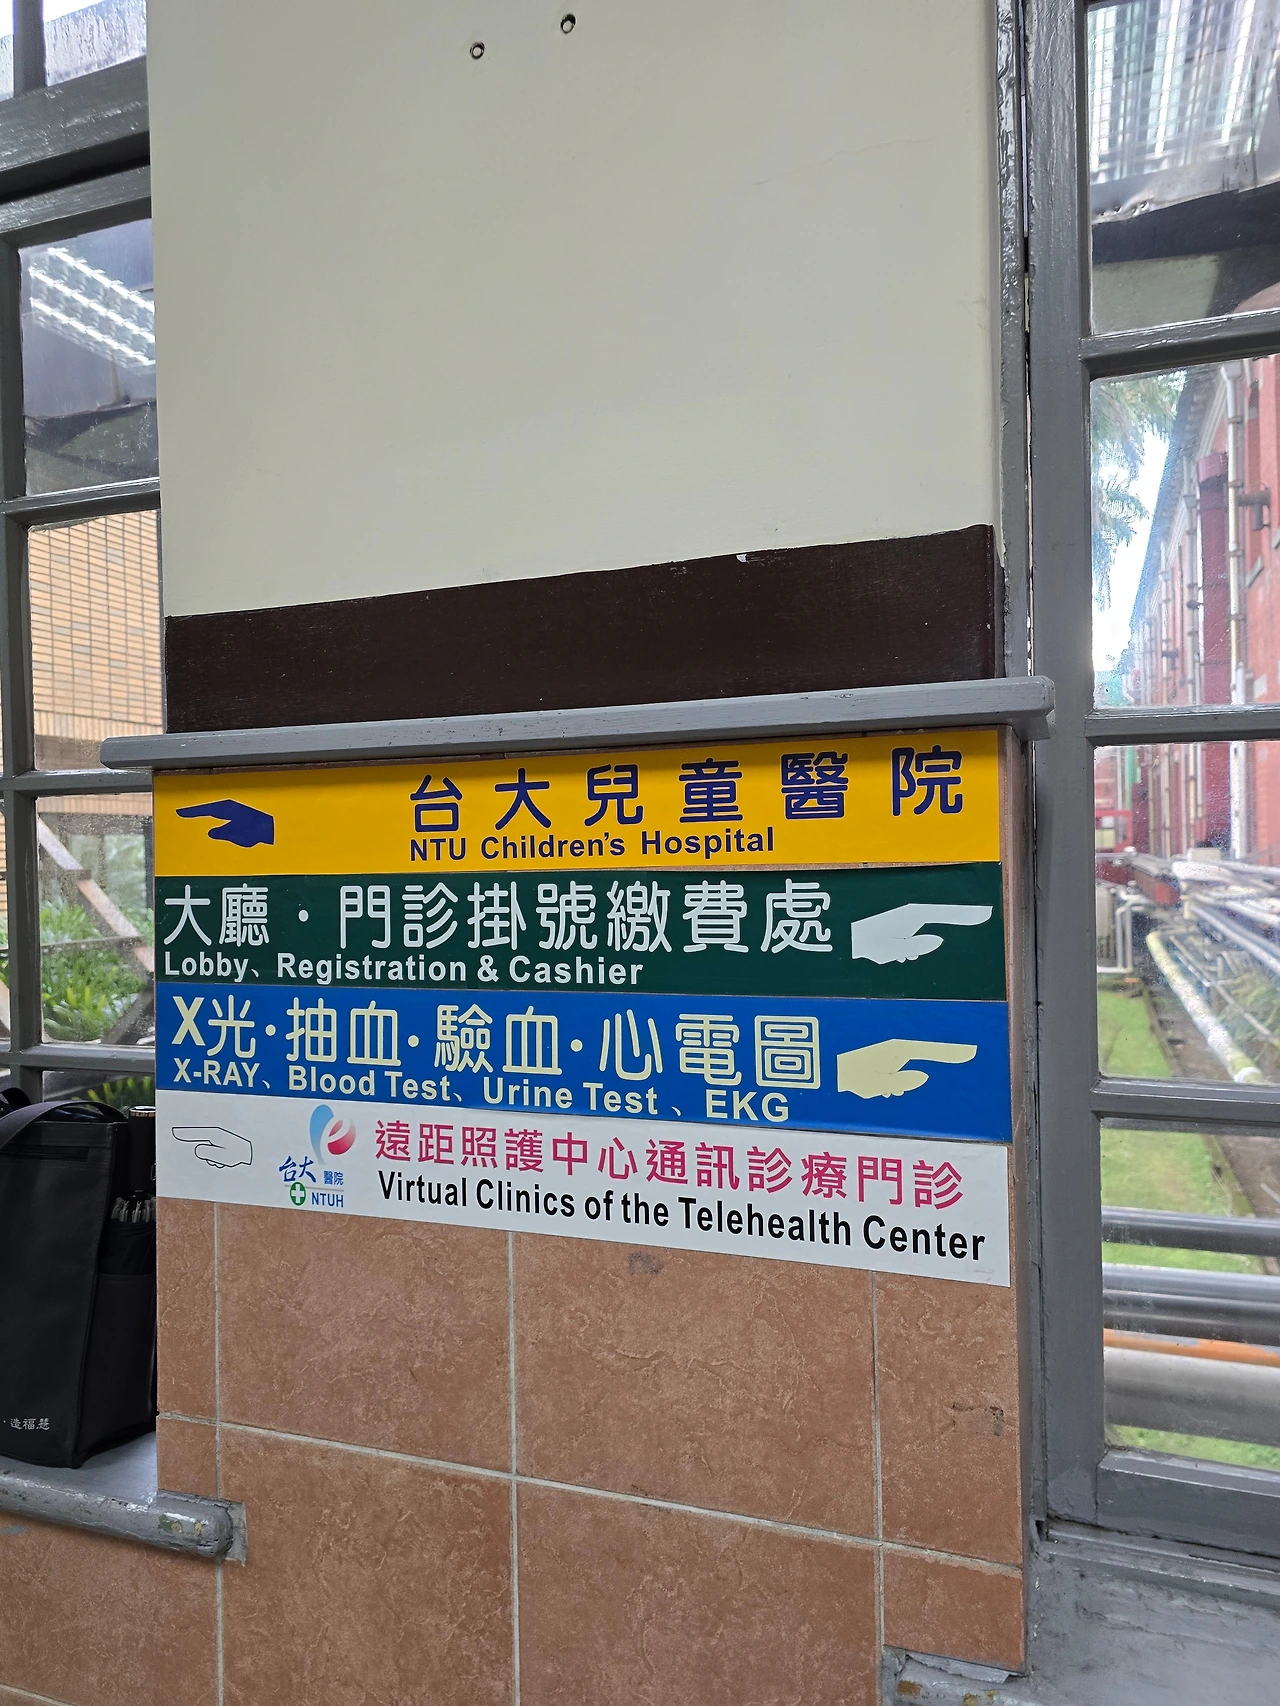 台大兒童醫院
NTU Children's Hospital
大廳・門診掛號繳費處
Lobby、Registration & Cashier
X光・抽血・驗血・心電圖
X-RAY、Blood Test、Urine Test、EKG
台大醫院
NTUH
遠距照護中心通訊診療門診
Virtual Clinics of the Telehealth Center
・造福慧